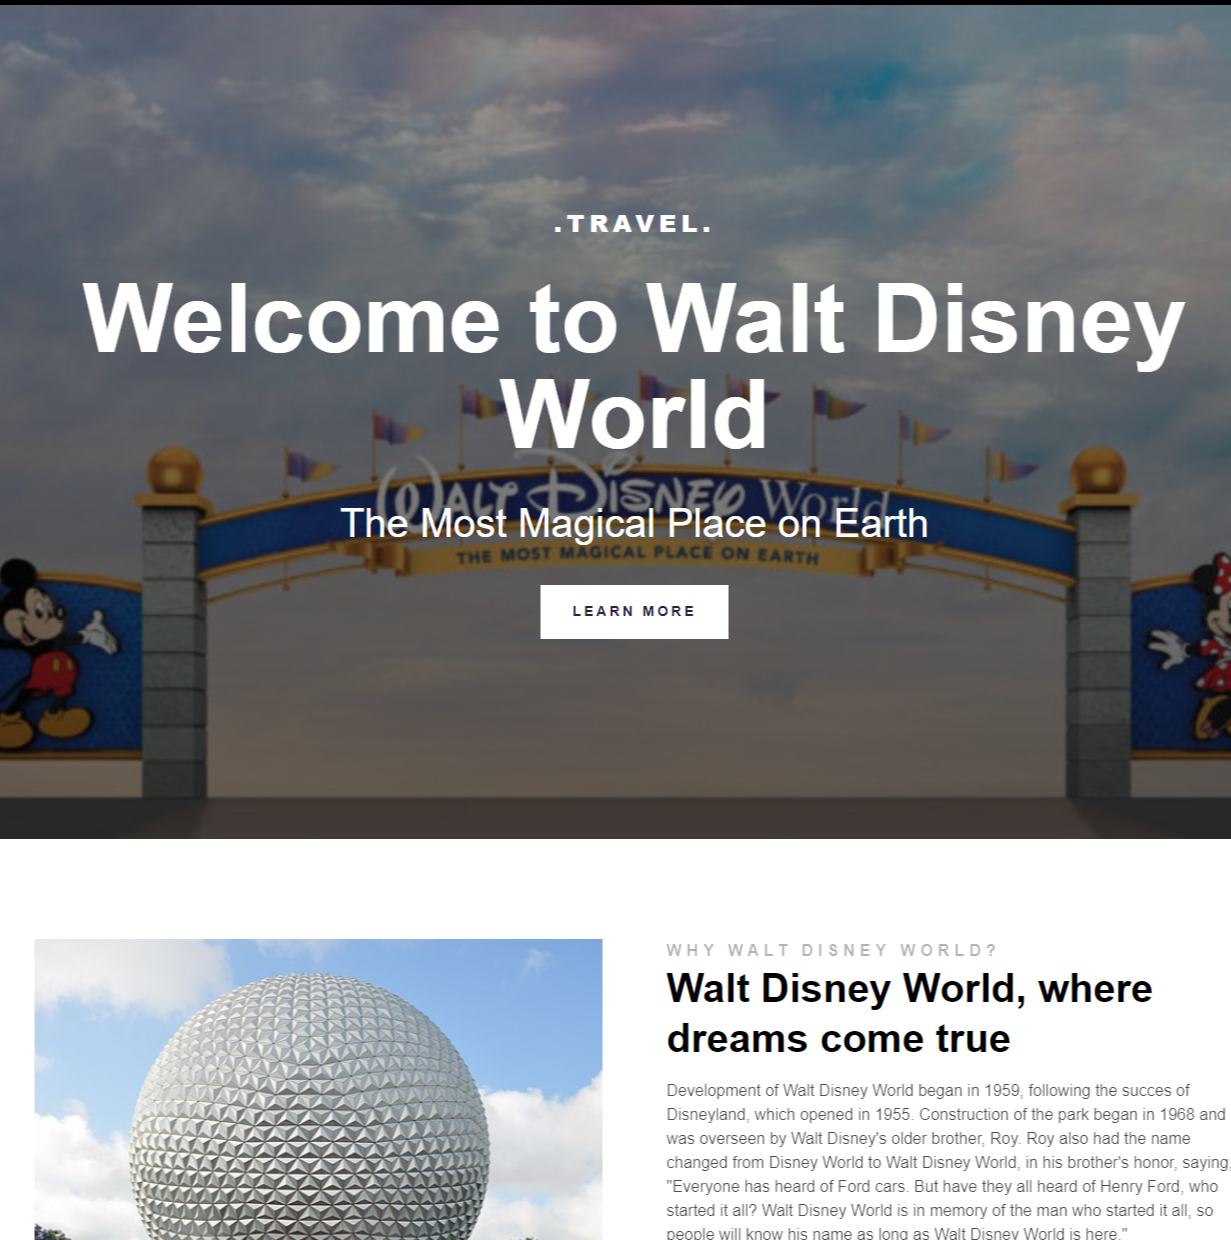 .TRAVEL.
Welcome to Walt Disney
World
WALT DISNEY World
The Most Magical Place on Earth
THE MOST MAGICAL PLACE ON EARTH
LEARN MORE
WHY WALT DISNEY WORLD?
Walt Disney World, where
dreams come true
Development of Walt Disney World began in 1959, following the succes of
Disneyland, which opened in 1955. Construction of the park began in 1968 and
was overseen by Walt Disney's older brother, Roy. Roy also had the name
changed from Disney World to Walt Disney World, in his brother's honor, saying,
"Everyone has heard of Ford cars. But have they all heard of Henry Ford, who
started it all? Walt Disney World is in memory of the man who started it all, so
people will know his name as long as Walt Disney World is here."